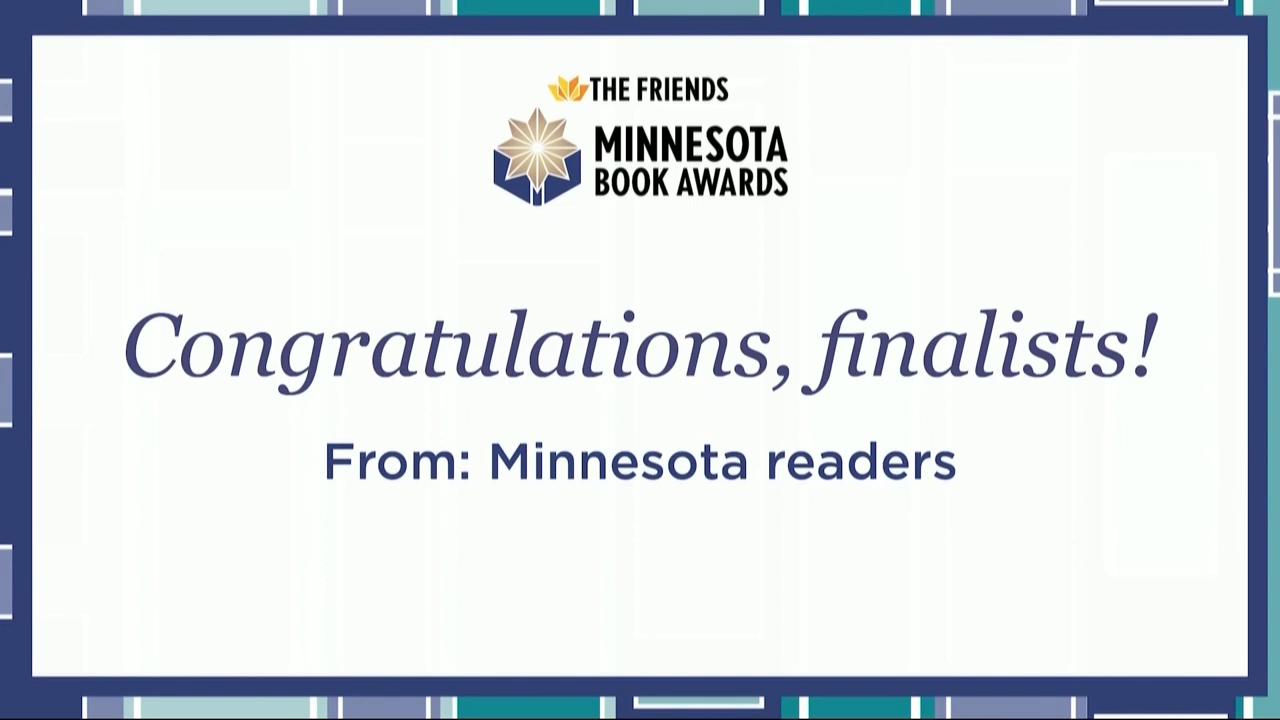 THE FRIENDS
MINNESOTA
BOOK AWARDS
Congratulations, finalists!
From: Minnesota readers